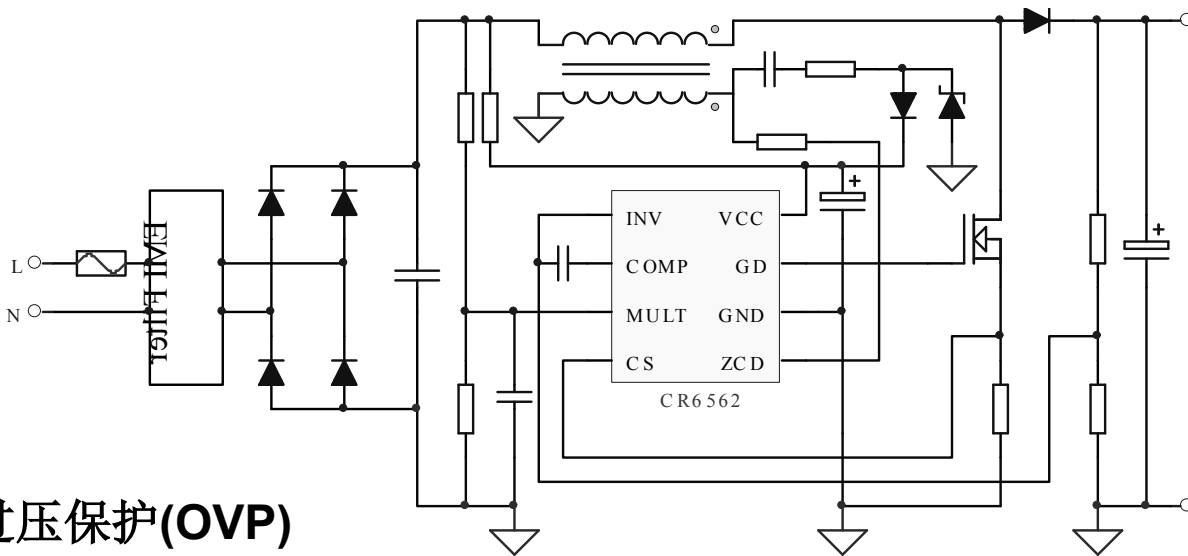 EMI Filter
L
N
INV VCC
COMP GD
MULT GND
CS ZCD
CR6562
+
+
过压保护(OVP)